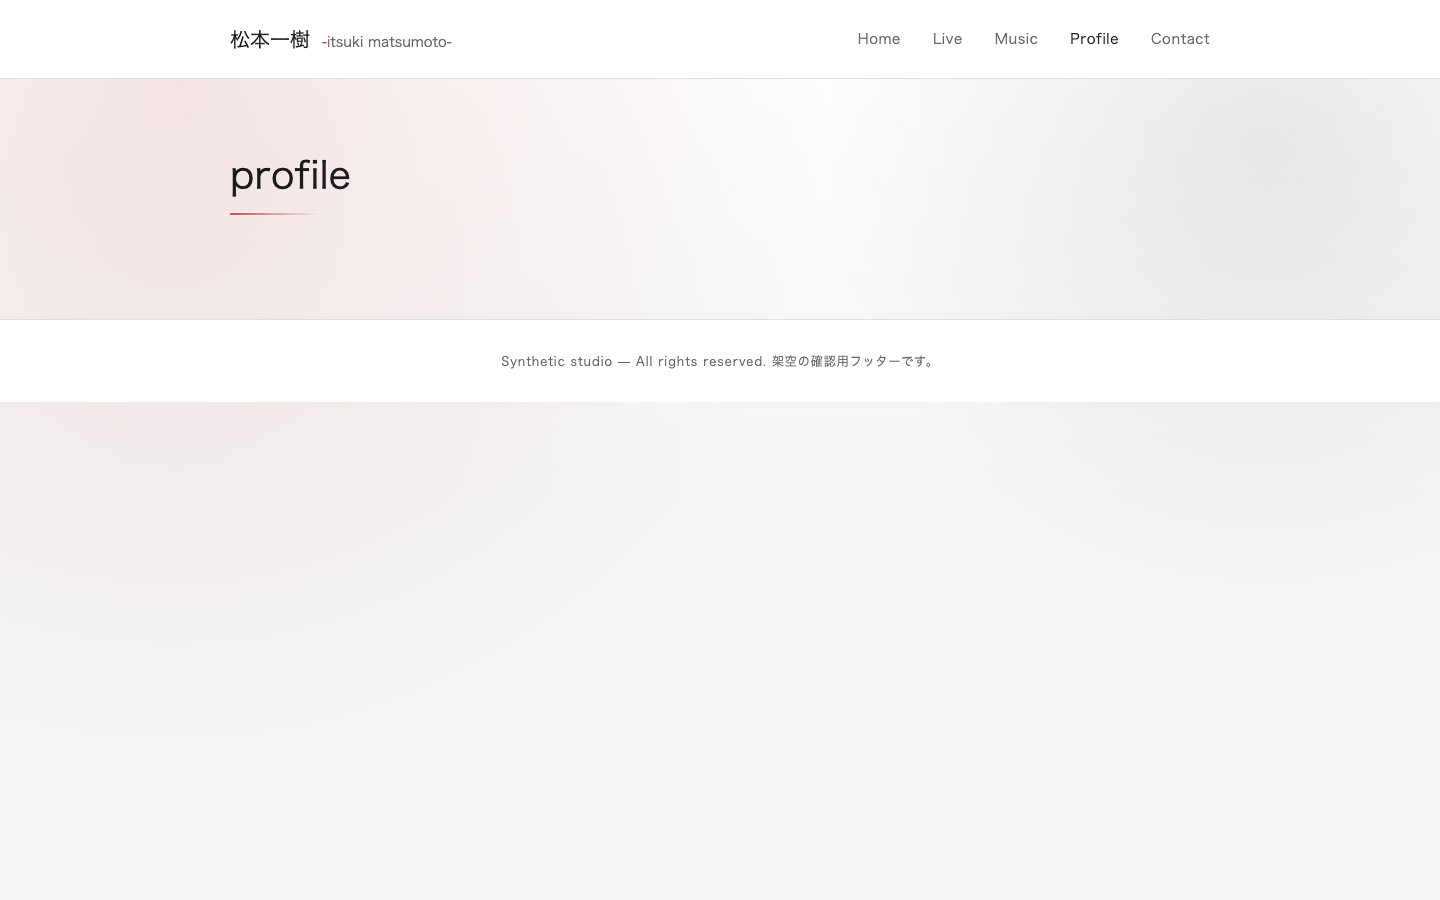 松本一樹 -itsuki matsumoto-
Home Live Music Profile Contact
profile
Synthetic studio — All rights reserved. 架空の確認用フッターです。